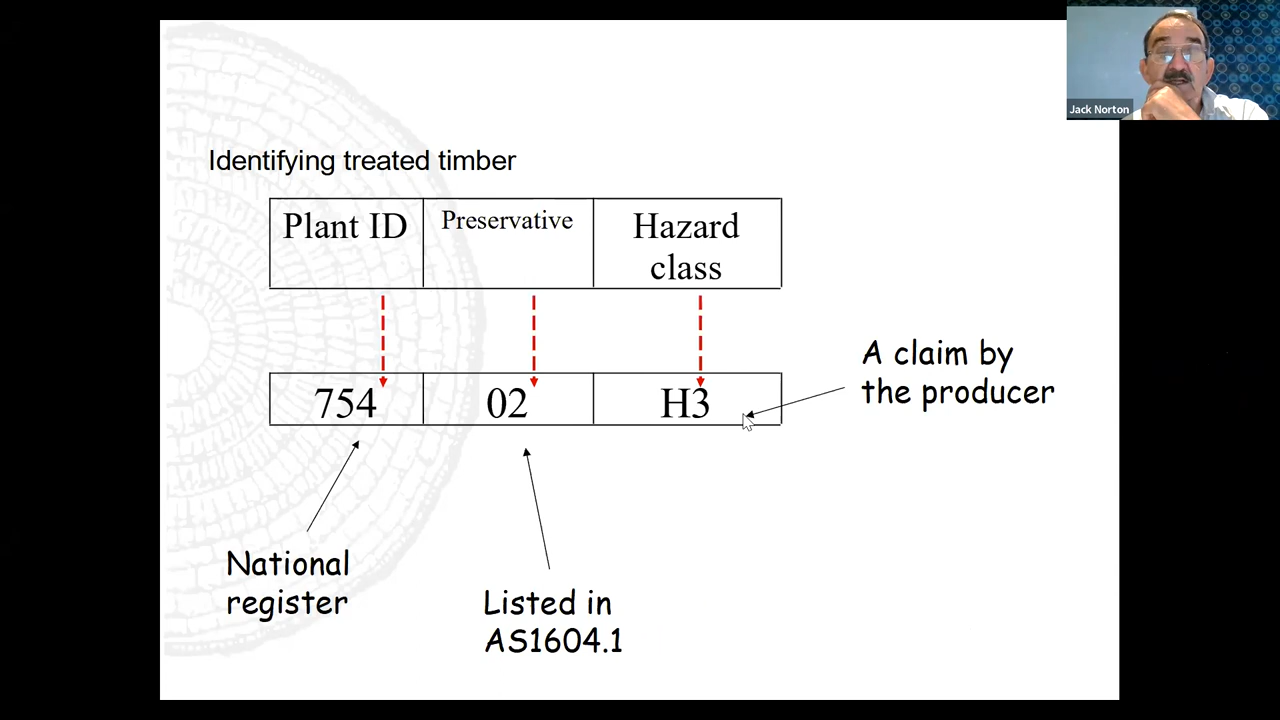 Jack Norton
Identifying treated timber
Plant ID
Preservative
Hazard
class
754
02
H3
A claim by
the producer
National
register
Listed in
AS1604.1